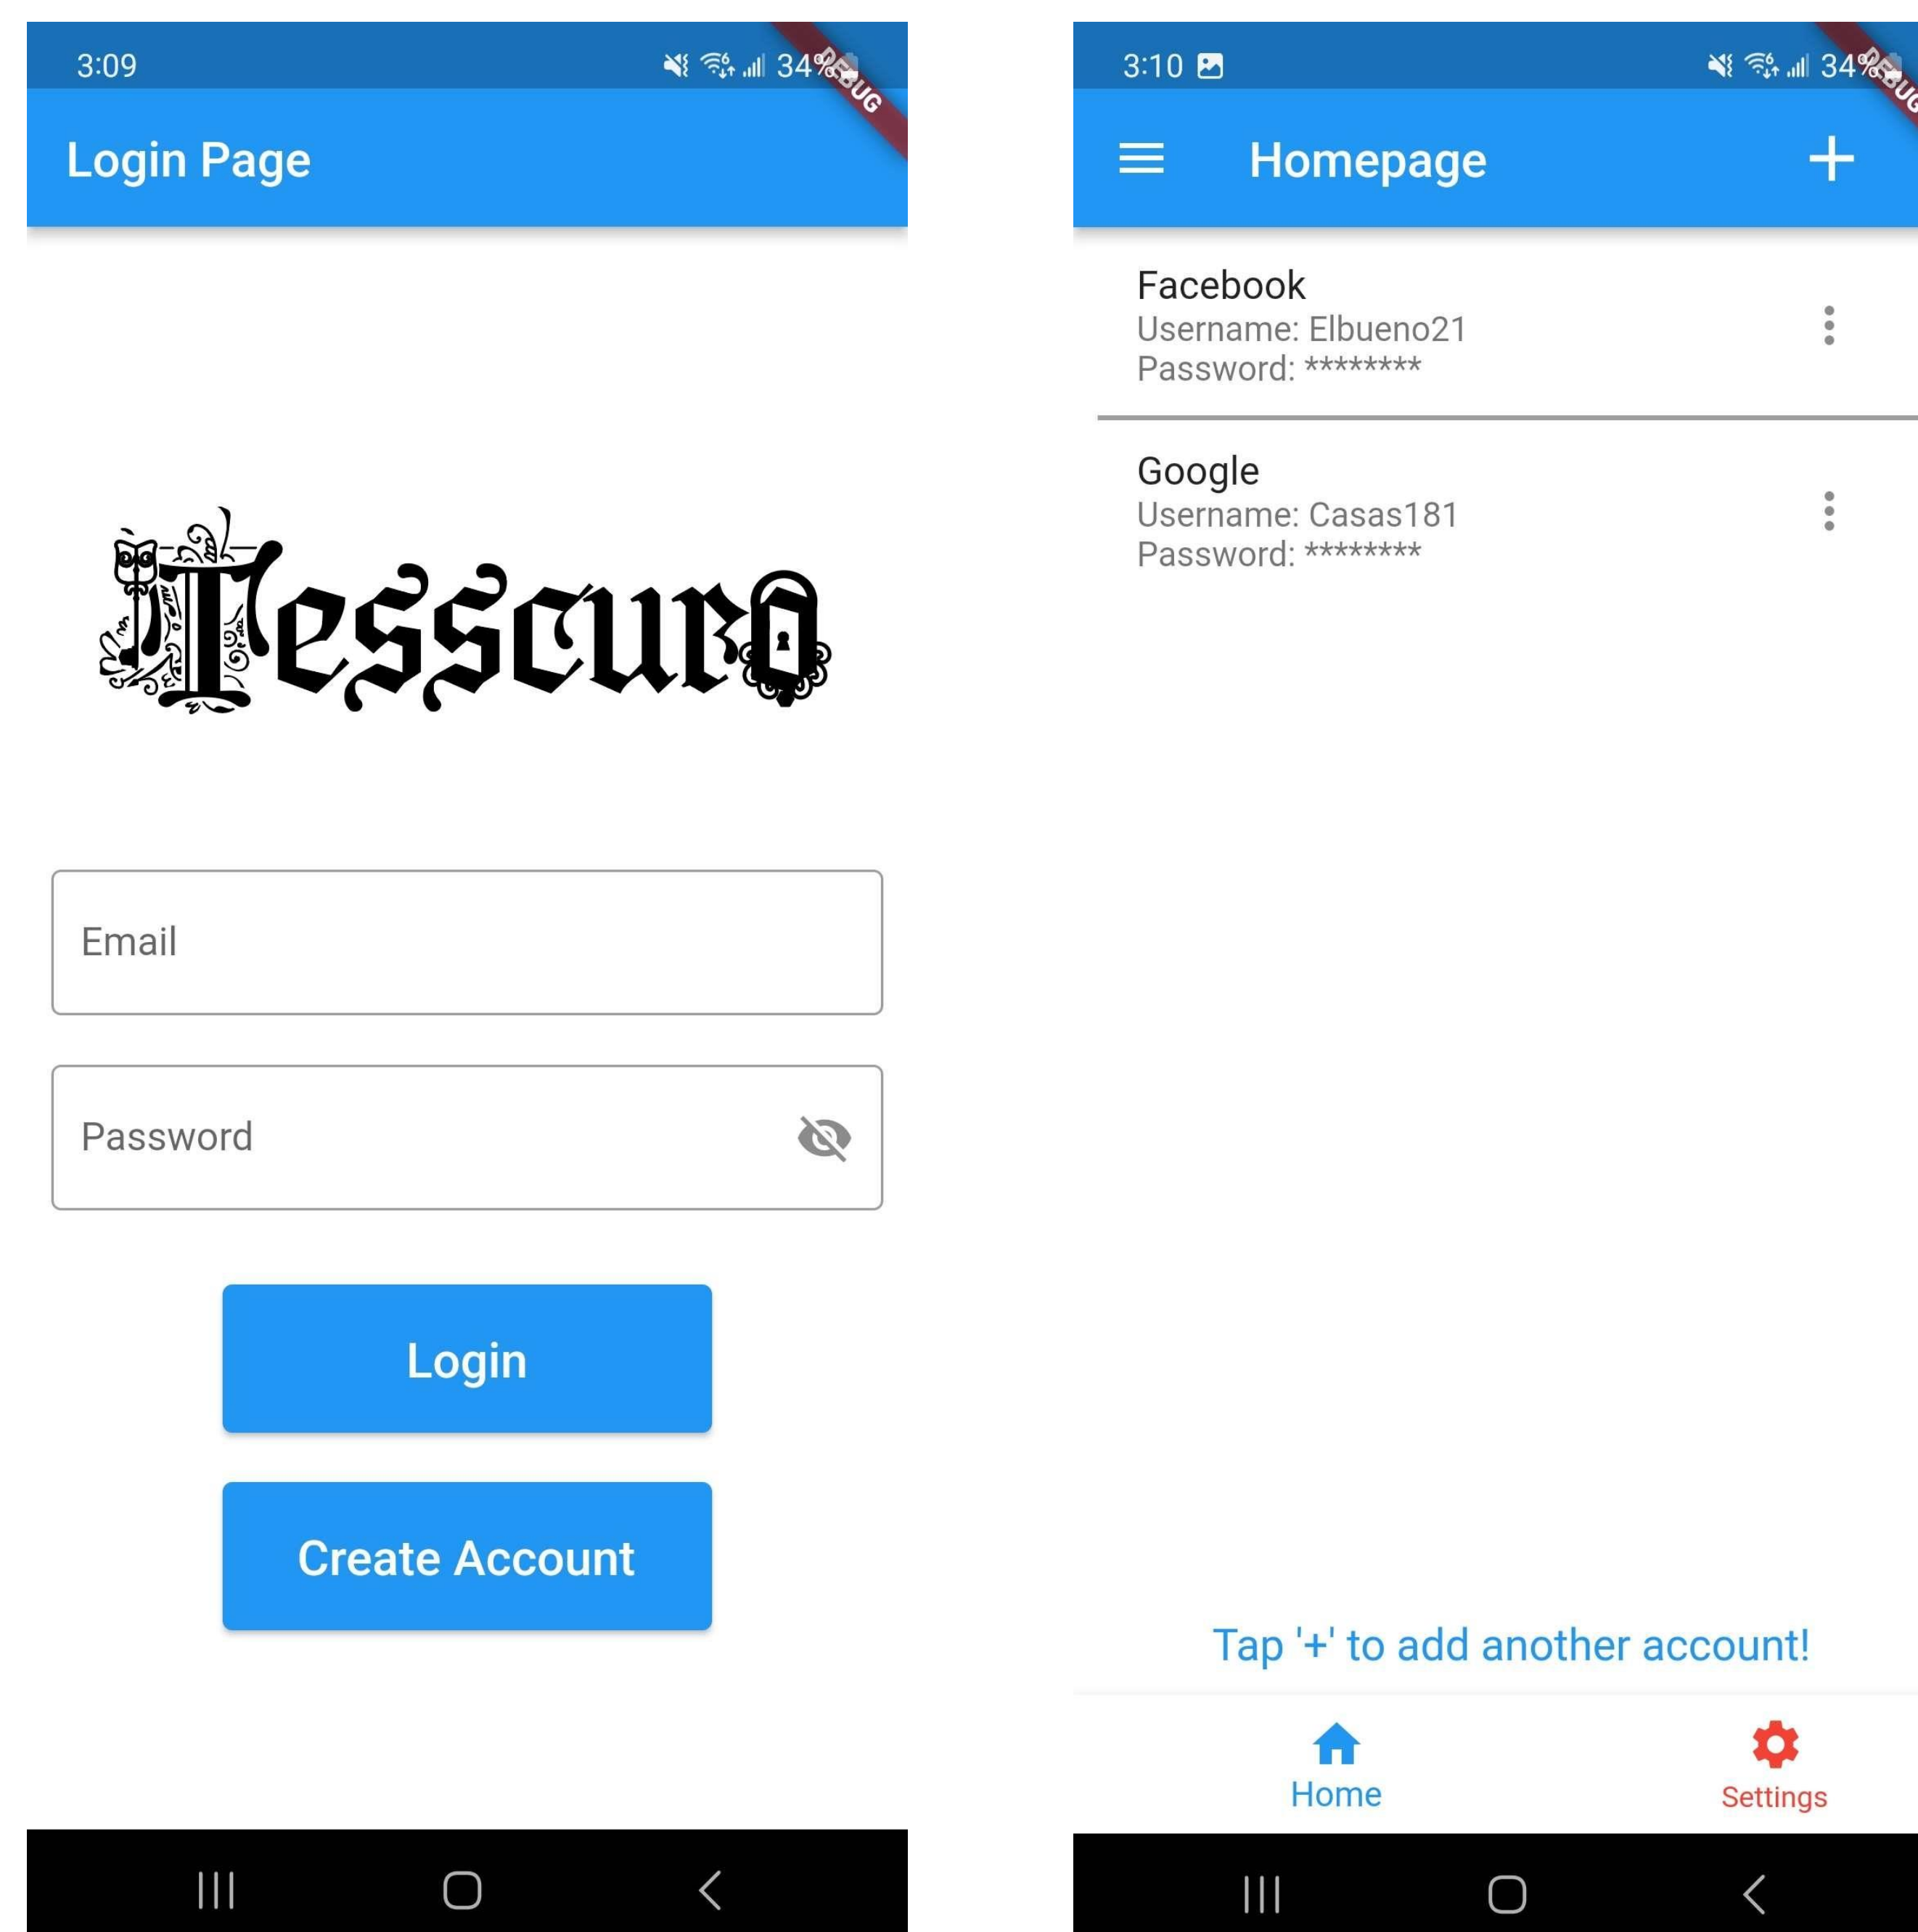 3:09
34%
DEBUG
Login Page
Tesscuro
Email
Password
Login
Create Account
3:10
34%
DEBUG
Homepage
Facebook
Username: Elbueno21
Password: ********
Google
Username: Casas181
Password: ********
Tap '+' to add another account!
Home
Settings